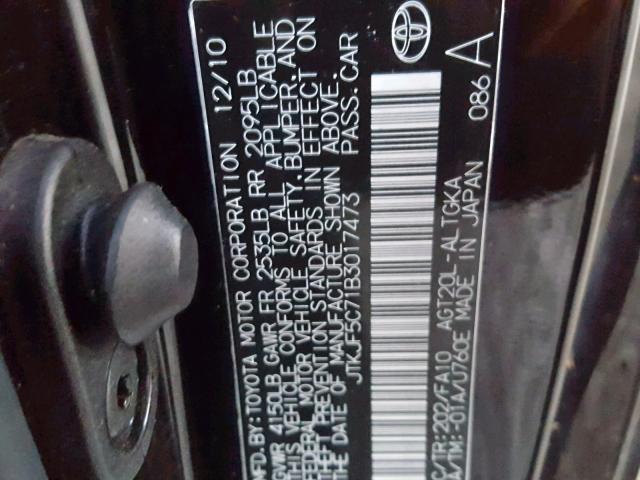 MFD.BY:TOYOTA MOTOR CORPORATION 12/10
GVWR 4150LB GAWR FR 2535LB RR 2095LB
THIS VEHICLE CONFORMS TO ALL APPLICABLE
FEDERAL MOTOR VEHICLE SAFETY,BUMPER,AND
THEFT PREVENTION STANDARDS IN EFFECT ON
THE DATE OF MANUFACTURE SHOWN ABOVE.
JTKJF5C71B3017473 PASS.CAR
C/TR:202/FA10 AGT20L-ALTGKA
A/TM:-01A/U760E MADE IN JAPAN
086 A